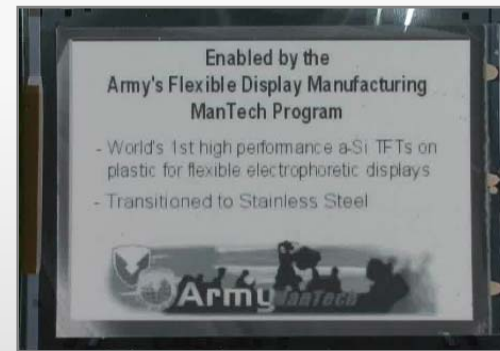 Enabled by the
Army's Flexible Display Manufacturing
ManTech Program
- World's 1st high performance a-Si TFTs on
plastic for flexible electrophoretic displays
- Transitioned to Stainless Steel
Army ManTech